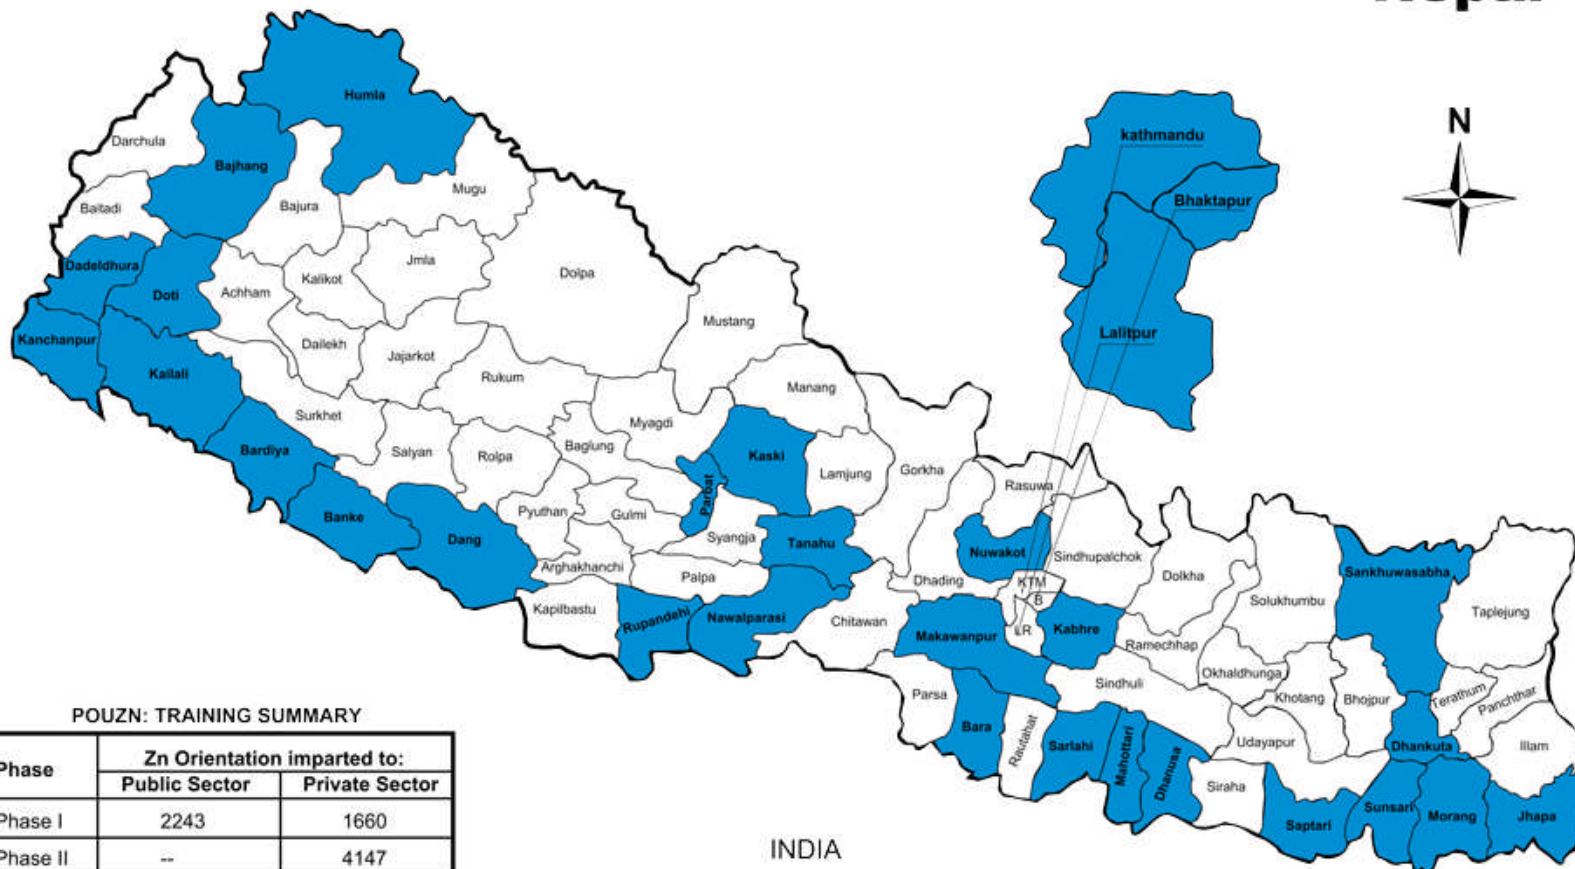 Humla
Darchula
kathmandu
N
Bajhang
Mugu
Bhaktapur
Baitadi
Bajura
Dadeldhura
Jmla
Dolpa
Kalikot
Doti
Achham
Mustang
Lalitpur
Kanchanpur
Dailekh
Jajarkot
Kailali
Rukum
Manang
Surkhet
Myagdi
Bardiya
Salyan
Rolpa
Baglung
Kaski
Lamjung
Gorkha
Rasuwa
Parbat
Banke
Pyuthan
Gulmi
Dang
Syangja
Tanahu
Nuwakot
Sindhupalchok
Arghakhanchi
Palpa
Dhading
KTM
B
Dolkha
Sankhuwasabha
Kapilbastu
Rupandehi
Nawalparasi
Chitawan
Makawanpur
LR
Kabhre
Solukhumbu
Taplejung
Ramechhap
Okhaldhunga
Sindhuli
Parsa
Khotang
Bhojpur
Terathum
Panchthar
Bara
Rautahat
Sarlahi
Mahottari
Dhanusa
Udayapur
Dhankuta
Illam
Siraha
Saptari
Sunsari
Morang
Jhapa
INDIA
POUZN: TRAINING SUMMARY
Phase Zn Orientation imparted to:
Public Sector Private Sector
Phase I 2243 1660
Phase II -- 4147